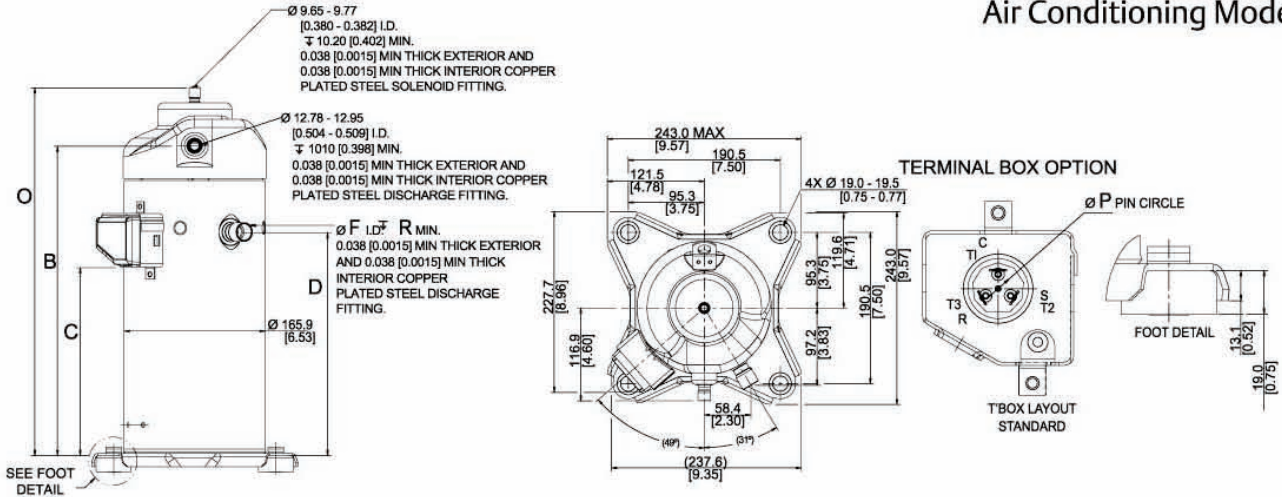 Air Conditioning Mode
Ø 9.65 - 9.77
[0.380 - 0.382] I.D.
↧ 10.20 [0.402] MIN.
0.038 [0.0015] MIN THICK EXTERIOR AND
0.038 [0.0015] MIN THICK INTERIOR COPPER
PLATED STEEL SOLENOID FITTING.
Ø 12.78 - 12.95
[0.504 - 0.509] I.D.
↧ 1010 [0.398] MIN.
0.038 [0.0015] MIN THICK EXTERIOR AND
0.038 [0.0015] MIN THICK INTERIOR COPPER
PLATED STEEL DISCHARGE FITTING.
Ø F I.D↧ R MIN.
0.038 [0.0015] MIN THICK EXTERIOR
AND 0.038 [0.0015] MIN THICK
INTERIOR COPPER
PLATED STEEL DISCHARGE
FITTING.
O
B
C
D
Ø 165.9
[6.53]
SEE FOOT
DETAIL
243.0 MAX
[9.57]
190.5
[7.50]
121.5
[4.78]
95.3
[3.75]
4X Ø 19.0 - 19.5
[0.75 - 0.77]
227.7
[8.96]
116.9
[4.60]
95.3
[3.75]
119.6
[4.71]
97.2
[3.83]
190.5
[7.50]
243.0
[9.57]
58.4
[2.30]
(49º)
(31º)
(237.6)
[9.35]
TERMINAL BOX OPTION
Ø P PIN CIRCLE
C
TI
T3
R
S
T2
T'BOX LAYOUT
STANDARD
FOOT DETAIL
13.1
[0.52]
19.0
[0.75]